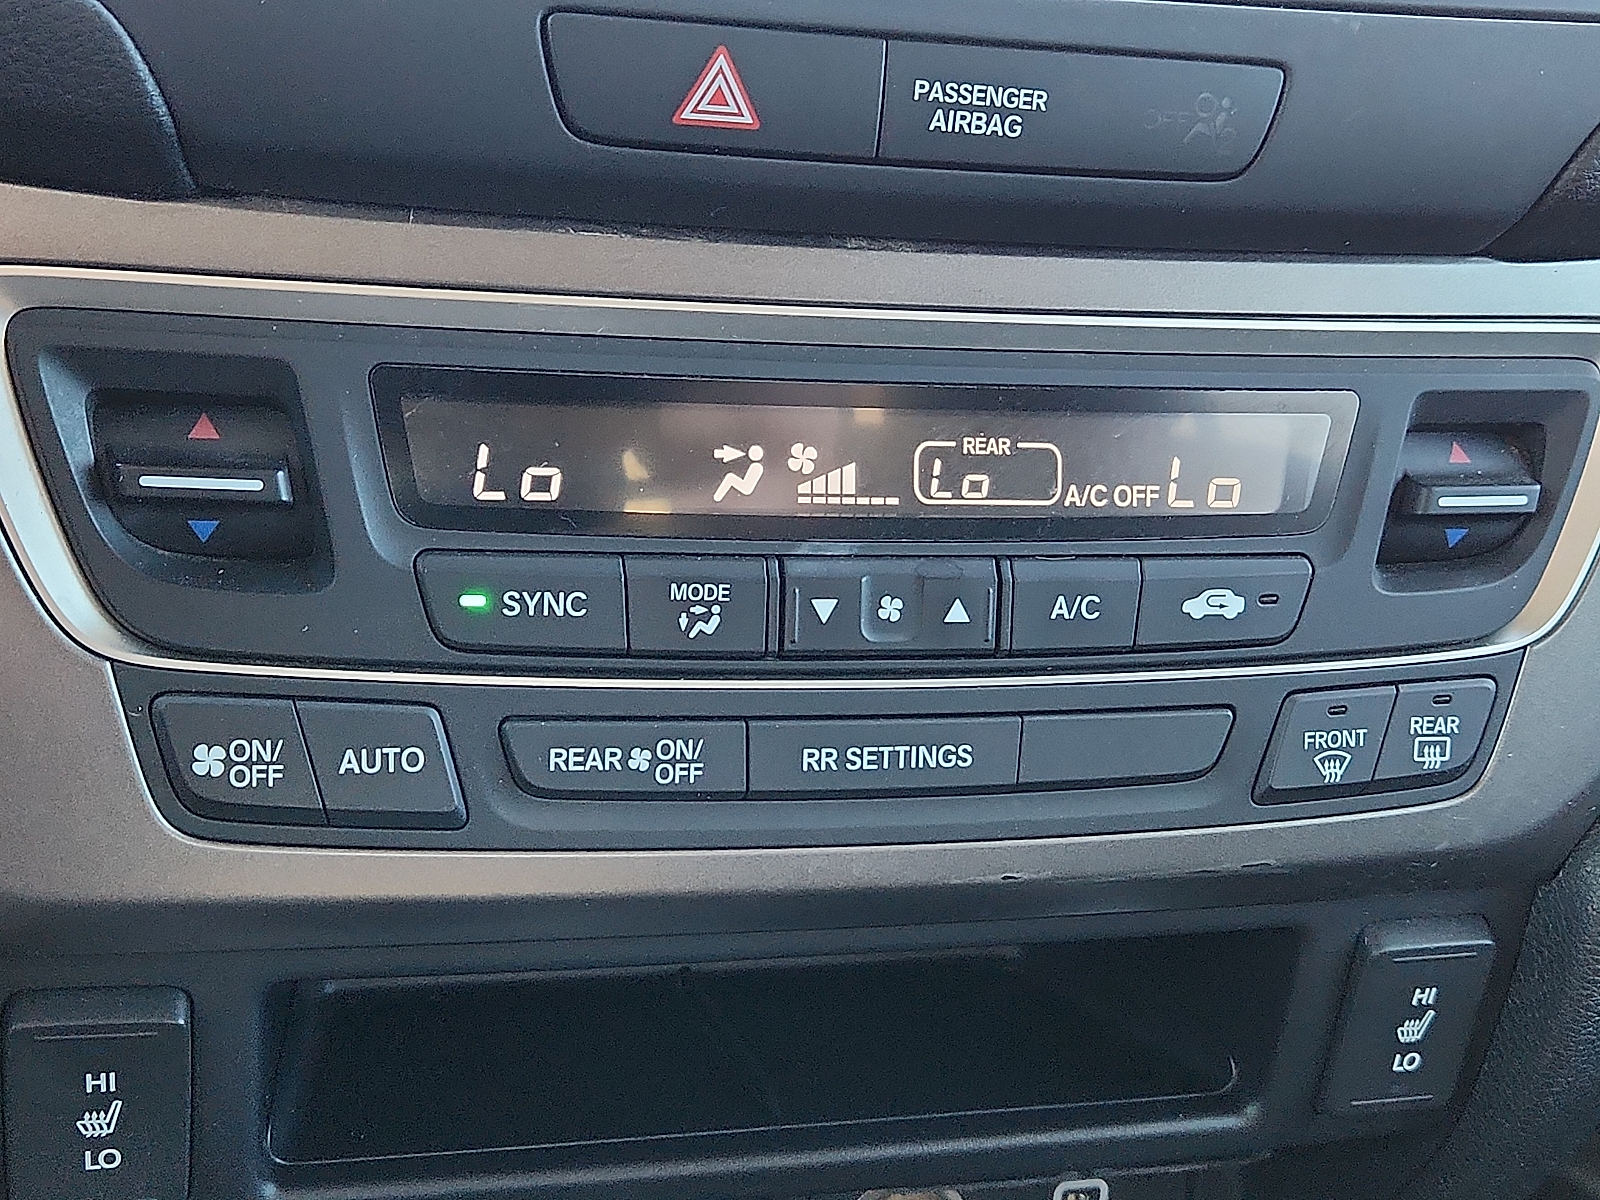 PASSENGER
AIRBAG
OFF
Lo
REAR
Lo
A/C OFF
Lo
SYNC
MODE
A/C
ON/
OFF
AUTO
REAR
ON/
OFF
RR SETTINGS
FRONT
REAR
HI
LO
HI
LO